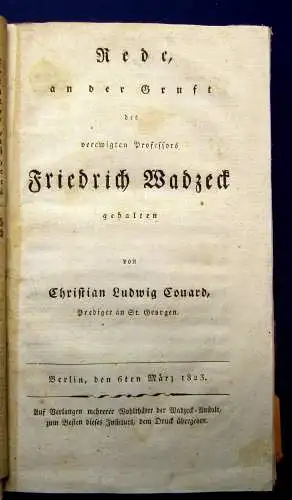 Rede,
an der Gruft
des
verewigten Professors
Friedrich Wadzeck
gehalten
von
Christian Ludwig Couard,
Prediger an St. Georgen.
Berlin, den 6ten März 1823.
Auf Verlangen mehrerer Wohlthäter der Wadzeck-Anstalt,
zum Besten dieses Instituts, dem Druck übergeben.